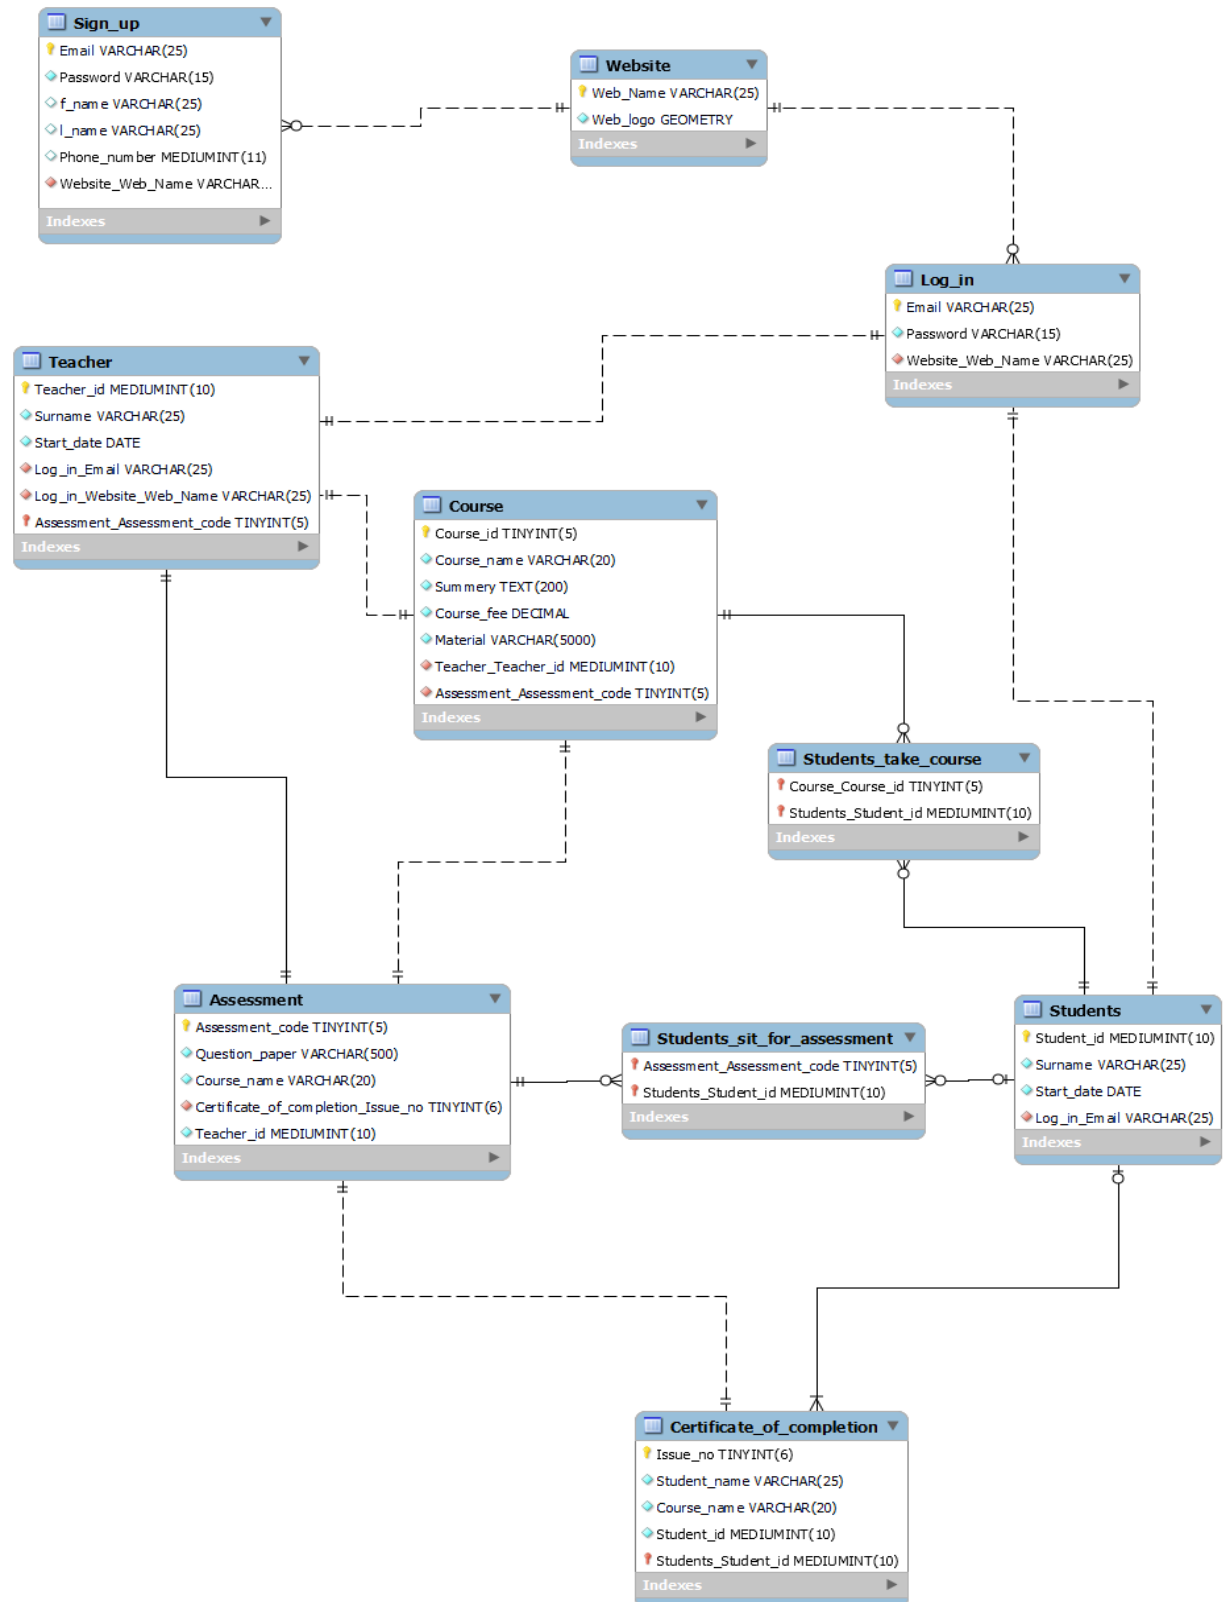 Sign_up
Email VARCHAR(25)
Password VARCHAR(15)
f_name VARCHAR(25)
l_name VARCHAR(25)
Phone_number MEDIUMINT(11)
Website_Web_Name VARCHAR...
Indexes
Website
Web_Name VARCHAR(25)
Web_logo GEOMETRY
Indexes
Log_in
Email VARCHAR(25)
Password VARCHAR(15)
Website_Web_Name VARCHAR(25)
Indexes
Teacher
Teacher_id MEDIUMINT(10)
Surname VARCHAR(25)
Start_date DATE
Log_in_Email VARCHAR(25)
Log_in_Website_Web_Name VARCHAR(25)
Assessment_Assessment_code TINYINT(5)
Indexes
Course
Course_id TINYINT(5)
Course_name VARCHAR(20)
Summery TEXT(200)
Course_fee DECIMAL
Material VARCHAR(5000)
Teacher_Teacher_id MEDIUMINT(10)
Assessment_Assessment_code TINYINT(5)
Indexes
Students_take_course
Course_Course_id TINYINT(5)
Students_Student_id MEDIUMINT(10)
Indexes
Assessment
Assessment_code TINYINT(5)
Question_paper VARCHAR(500)
Course_name VARCHAR(20)
Certificate_of_completion_Issue_no TINYINT(6)
Teacher_id MEDIUMINT(10)
Indexes
Students_sit_for_assessment
Assessment_Assessment_code TINYINT(5)
Students_Student_id MEDIUMINT(10)
Indexes
Students
Student_id MEDIUMINT(10)
Surname VARCHAR(25)
Start_date DATE
Log_in_Email VARCHAR(25)
Indexes
Certificate_of_completion
Issue_no TINYINT(6)
Student_name VARCHAR(25)
Course_name VARCHAR(20)
Student_id MEDIUMINT(10)
Students_Student_id MEDIUMINT(10)
Indexes